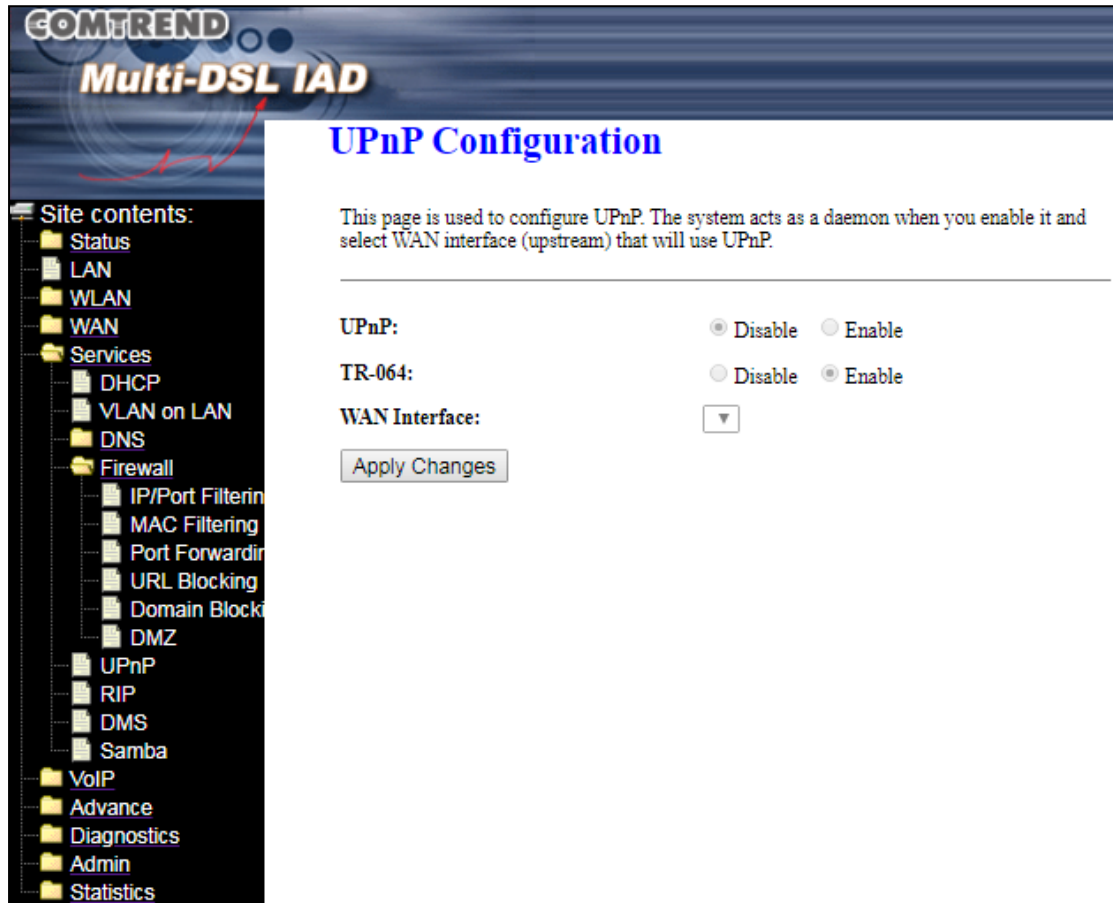 COMTREND
Multi-DSL IAD
Site contents:
Status
LAN
WLAN
WAN
Services
DHCP
VLAN on LAN
DNS
Firewall
IP/Port Filterin
MAC Filtering
Port Forwardin
URL Blocking
Domain Blocki
DMZ
UPnP
RIP
DMS
Samba
VoIP
Advance
Diagnostics
Admin
Statistics
UPnP Configuration
This page is used to configure UPnP. The system acts as a daemon when you enable it and
select WAN interface (upstream) that will use UPnP.
UPnP: Disable Enable
TR-064: Disable Enable
WAN Interface:
Apply Changes